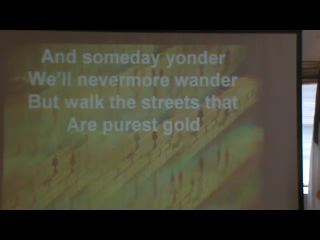 And someday yonder
We'll nevermore wander
But walk the streets that
Are purest gold